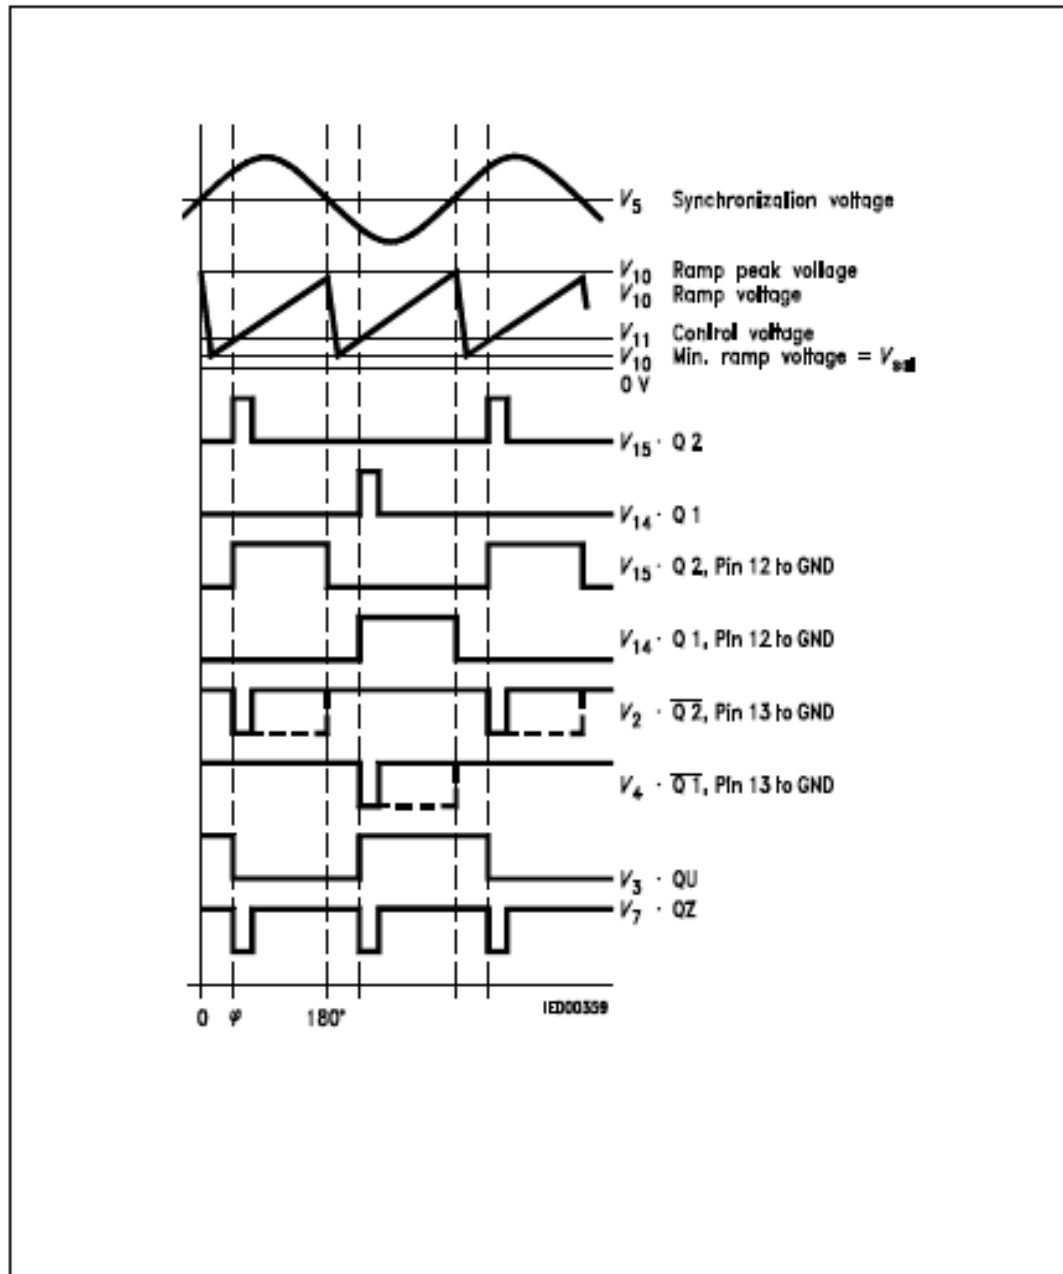 V5 Synchronization voltage
V10 Ramp peak voltage
V10 Ramp voltage
V11 Control voltage
V10 Min. ramp voltage = Vsat
0 V
V15 · Q 2
V14 · Q 1
V15 · Q 2, Pin 12 to GND
V14 · Q 1, Pin 12 to GND
V2 · Q̅ ̅2̅, Pin 13 to GND
V4 · Q̅ ̅1̅, Pin 13 to GND
V3 · QU
V7 · QZ
IED00359
0 φ 180°